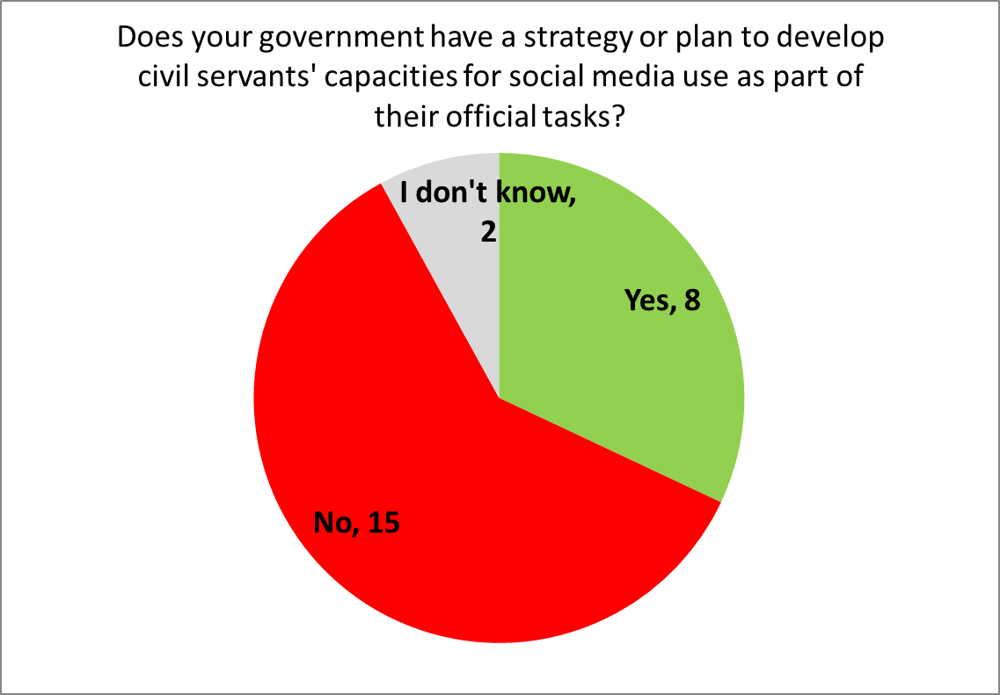 Does your government have a strategy or plan to develop
civil servants' capacities for social media use as part of
their official tasks?
I don't know,
2
Yes, 8
No, 15